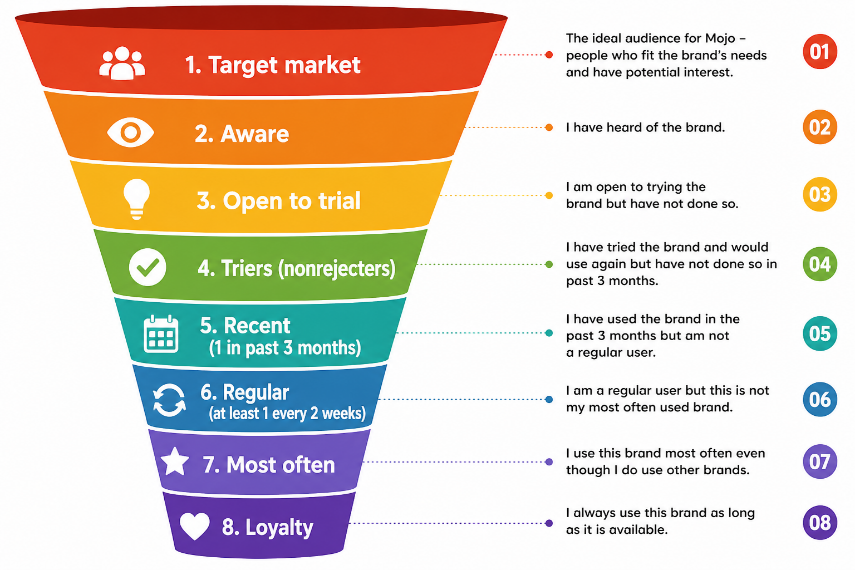 1. Target market
The ideal audience for Mojo –
people who fit the brand's needs
and have potential interest.
01
2. Aware
I have heard of the brand.
02
3. Open to trial
I am open to trying the
brand but have not done so.
03
4. Triers (nonrejecters)
I have tried the brand and would
use again but have not done so in
past 3 months.
04
5. Recent
(1 in past 3 months)
I have used the brand in the
past 3 months but am not
a regular user.
05
6. Regular
(at least 1 every 2 weeks)
I am a regular user but this is not
my most often used brand.
06
7. Most often
I use this brand most often even
though I do use other brands.
07
8. Loyalty
I always use this brand as long
as it is available.
08